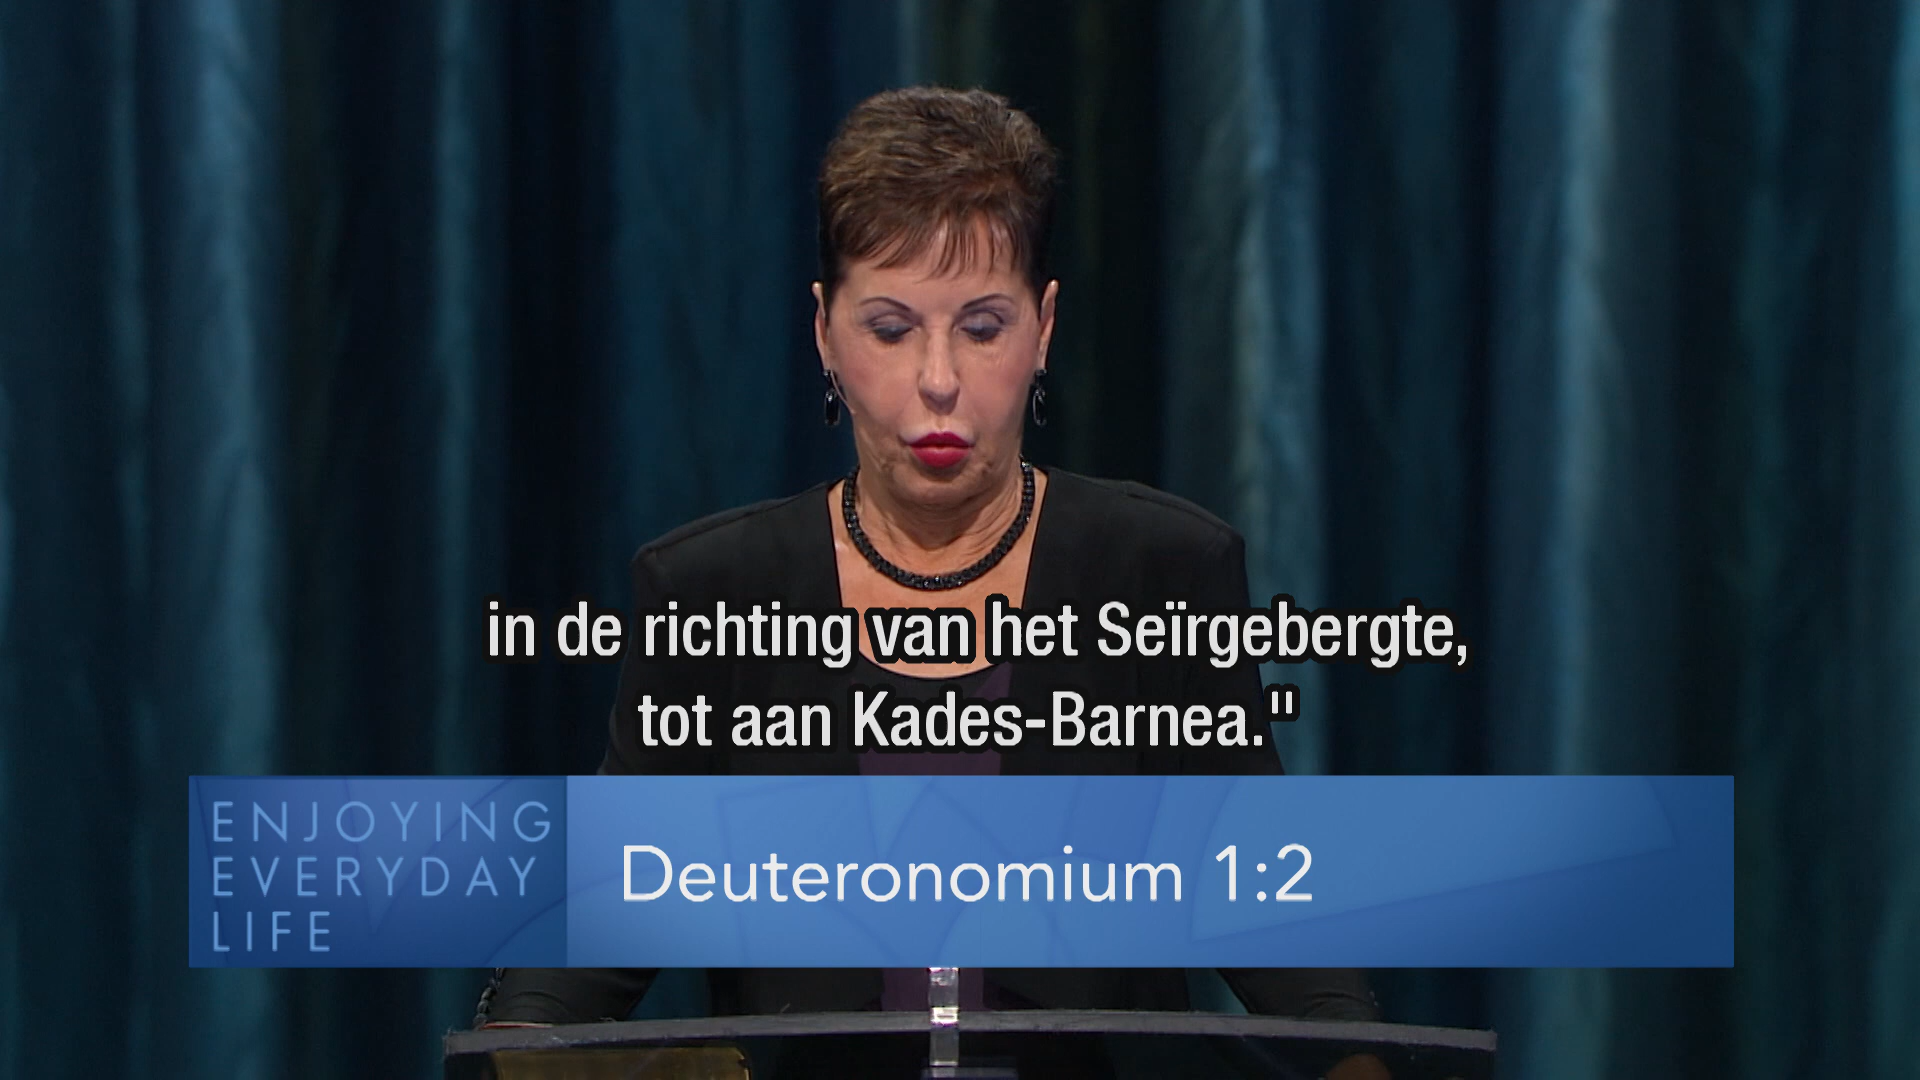 in de richting van het Seïrgebergte,
tot aan Kades-Barnea."
ENJOYING
EVERYDAY
LIFE
Deuteronomium 1:2